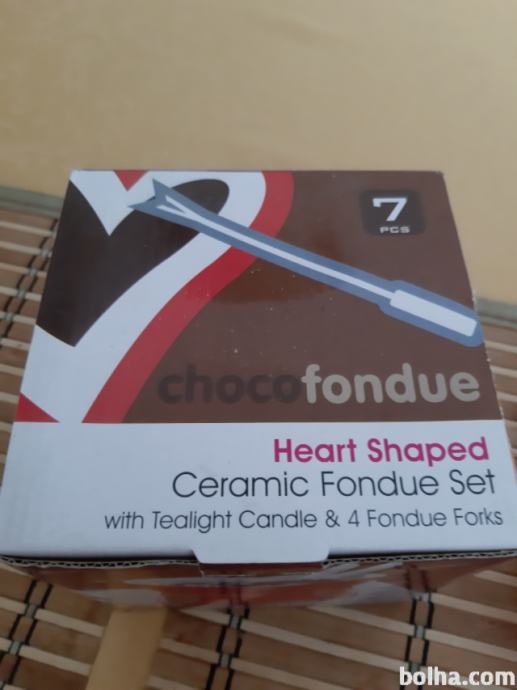 7
PCS
chocofondue
Heart Shaped
Ceramic Fondue Set
with Tealight Candle & 4 Fondue Forks
bolha.com